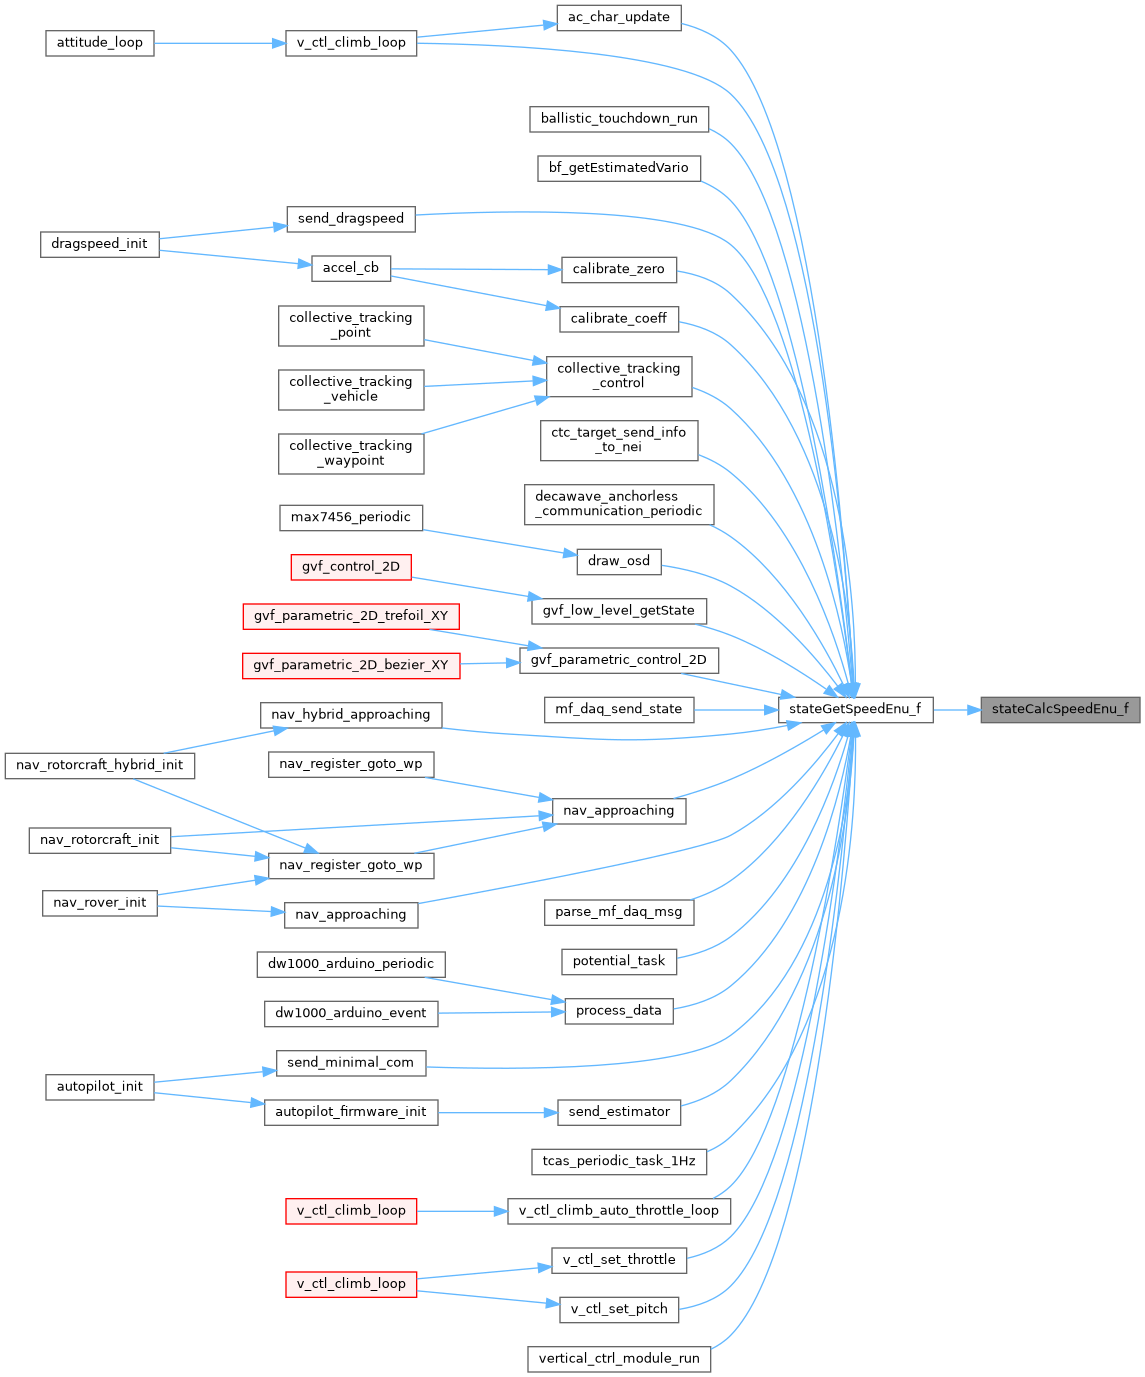 ac_char_update
attitude_loop
v_ctl_climb_loop
ballistic_touchdown_run
bf_getEstimatedVario
send_dragspeed
dragspeed_init
accel_cb
calibrate_zero
calibrate_coeff
collective_tracking
_point
collective_tracking
_control
collective_tracking
_vehicle
collective_tracking
_waypoint
ctc_target_send_info
_to_nei
decawave_anchorless
_communication_periodic
max7456_periodic
draw_osd
gvf_control_2D
gvf_low_level_getState
gvf_parametric_2D_trefoil_XY
gvf_parametric_control_2D
gvf_parametric_2D_bezier_XY
mf_daq_send_state
stateGetSpeedEnu_f
stateCalcSpeedEnu_f
nav_hybrid_approaching
nav_rotorcraft_hybrid_init
nav_register_goto_wp
nav_approaching
nav_rotorcraft_init
nav_register_goto_wp
nav_rover_init
nav_approaching
parse_mf_daq_msg
potential_task
dw1000_arduino_periodic
dw1000_arduino_event
process_data
send_minimal_com
autopilot_init
autopilot_firmware_init
send_estimator
tcas_periodic_task_1Hz
v_ctl_climb_loop
v_ctl_climb_auto_throttle_loop
v_ctl_set_throttle
v_ctl_climb_loop
v_ctl_set_pitch
vertical_ctrl_module_run